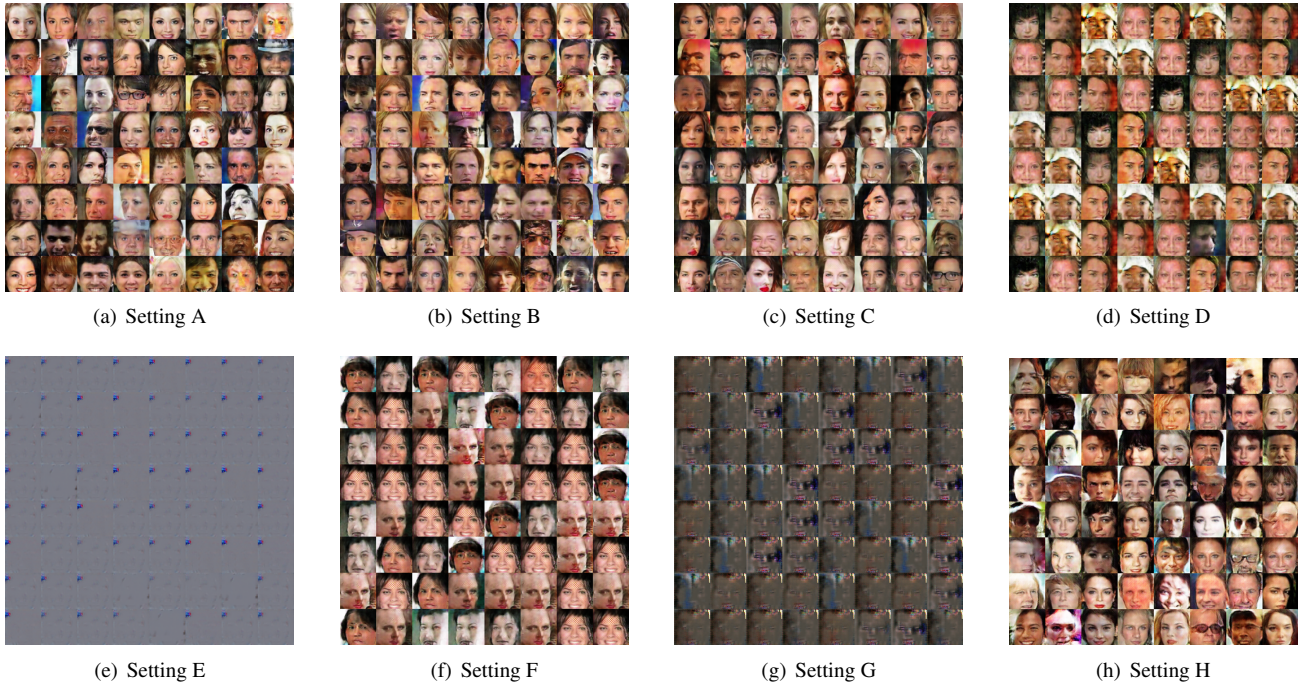 (a) Setting A
(b) Setting B
(c) Setting C
(d) Setting D
(e) Setting E
(f) Setting F
(g) Setting G
(h) Setting H